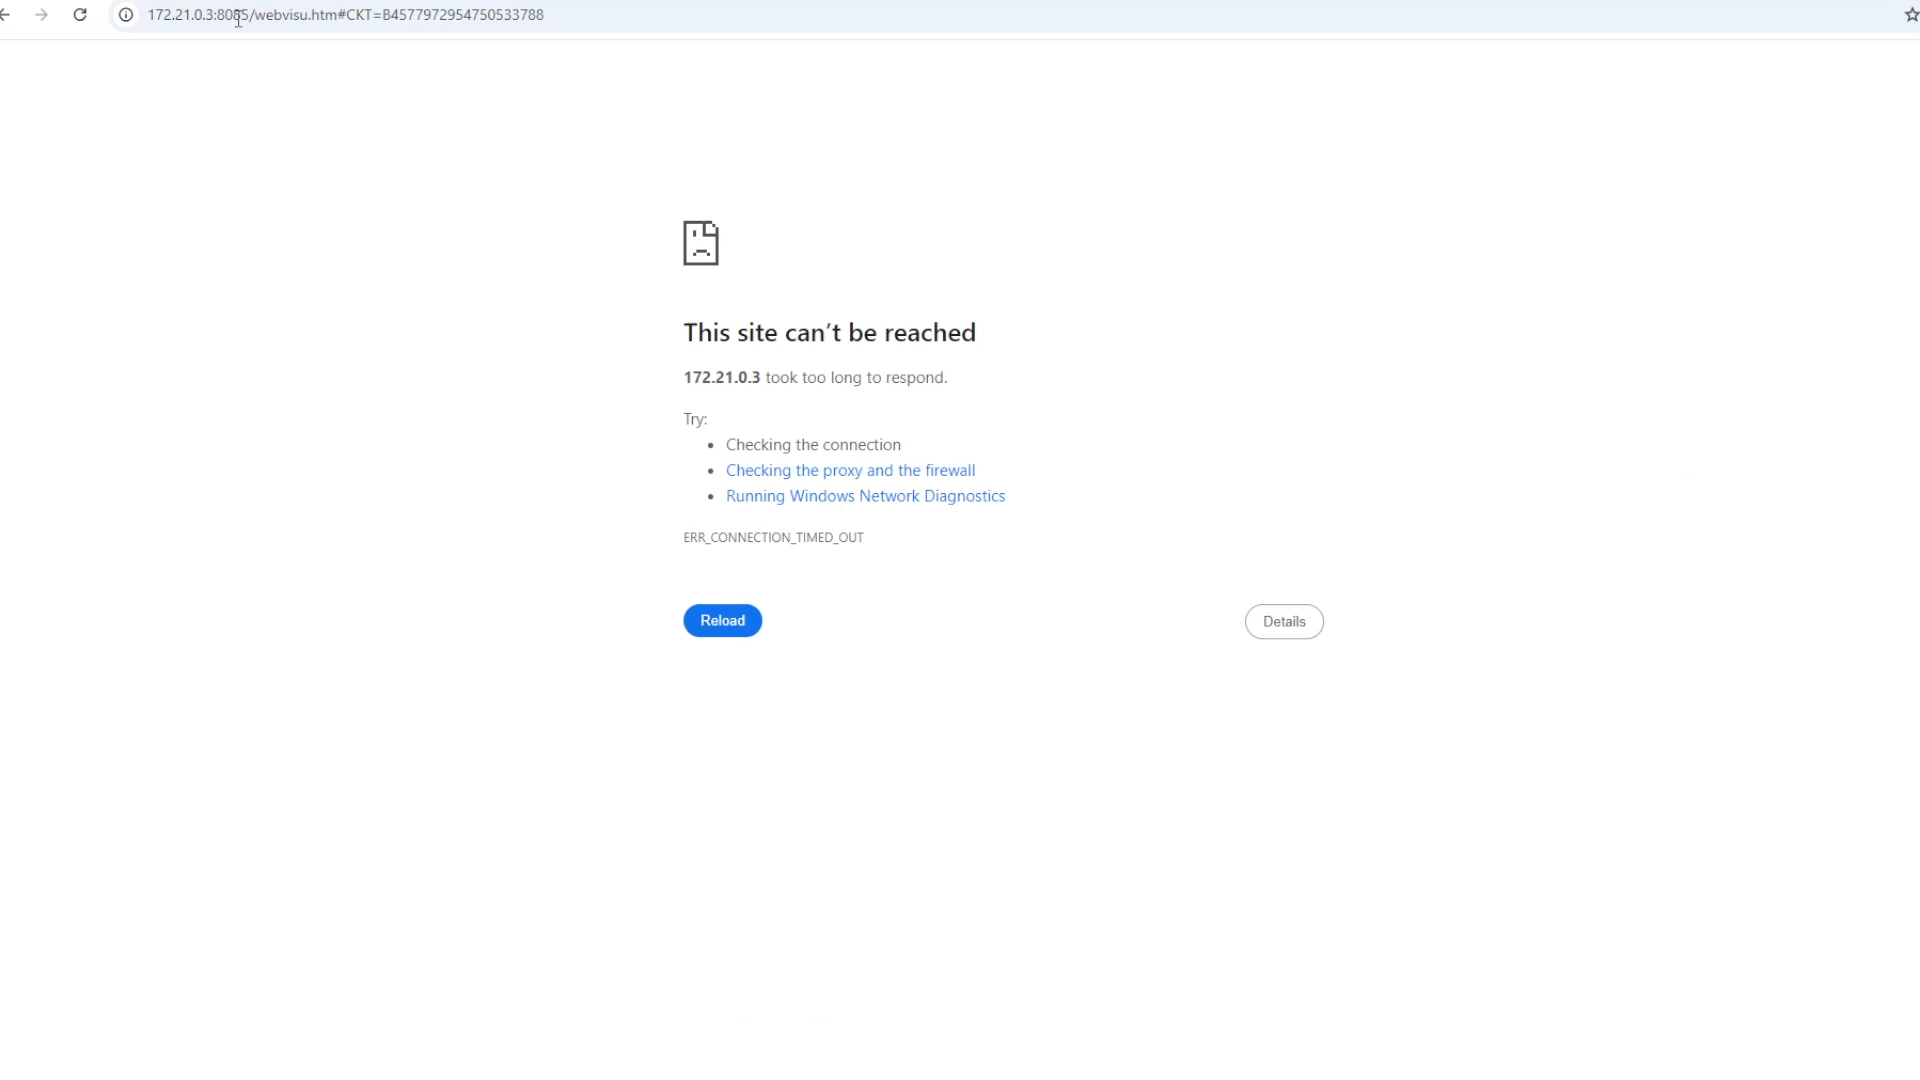 172.21.0.3:8085/webvisu.htm#CKT=B4577972954750533788
This site can’t be reached
172.21.0.3 took too long to respond.
Try:
• Checking the connection
• Checking the proxy and the firewall
• Running Windows Network Diagnostics
ERR_CONNECTION_TIMED_OUT
Reload
Details